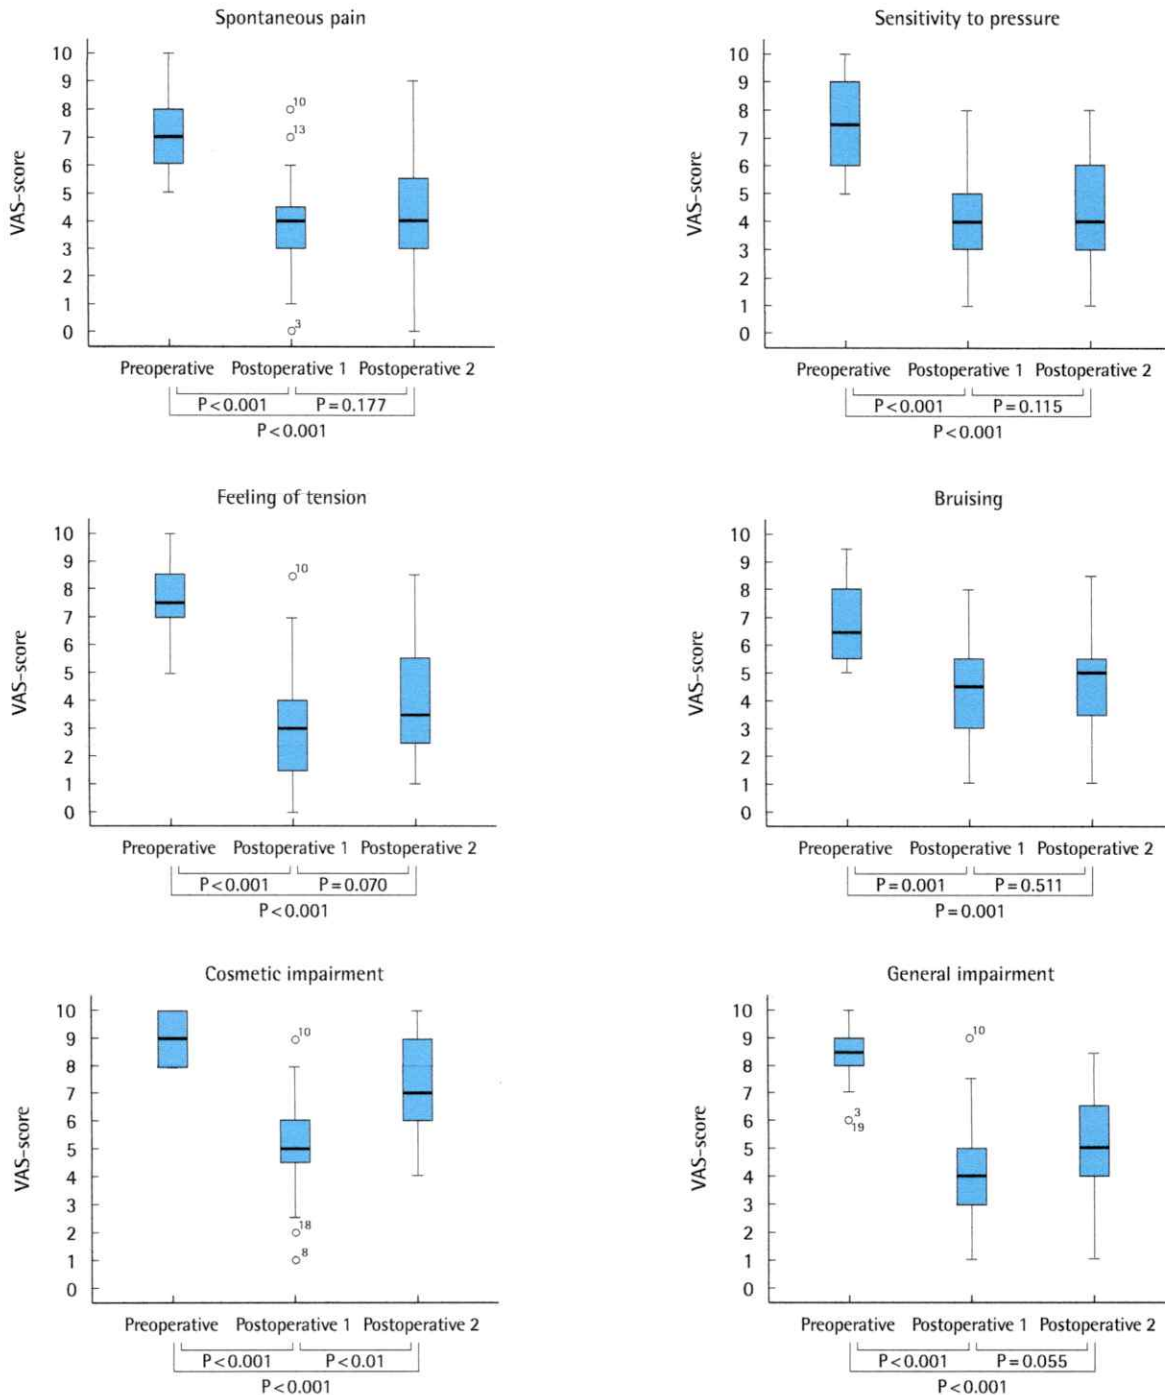 Spontaneous pain
VAS-score
10
9
8
7
6
5
4
3
2
1
0
10
13
3
Preoperative Postoperative 1 Postoperative 2
P<0.001 P=0.177
P<0.001
Sensitivity to pressure
VAS-score
10
9
8
7
6
5
4
3
2
1
0
Preoperative Postoperative 1 Postoperative 2
P<0.001 P=0.115
P<0.001
Feeling of tension
VAS-score
10
9
8
7
6
5
4
3
2
1
0
10
Preoperative Postoperative 1 Postoperative 2
P<0.001 P=0.070
P<0.001
Bruising
VAS-score
10
9
8
7
6
5
4
3
2
1
0
Preoperative Postoperative 1 Postoperative 2
P=0.001 P=0.511
P=0.001
Cosmetic impairment
VAS-score
10
9
8
7
6
5
4
3
2
1
0
10
18
8
Preoperative Postoperative 1 Postoperative 2
P<0.001 P<0.01
P<0.001
General impairment
VAS-score
10
9
8
7
6
5
4
3
2
1
0
3
19
10
Preoperative Postoperative 1 Postoperative 2
P<0.001 P=0.055
P<0.001